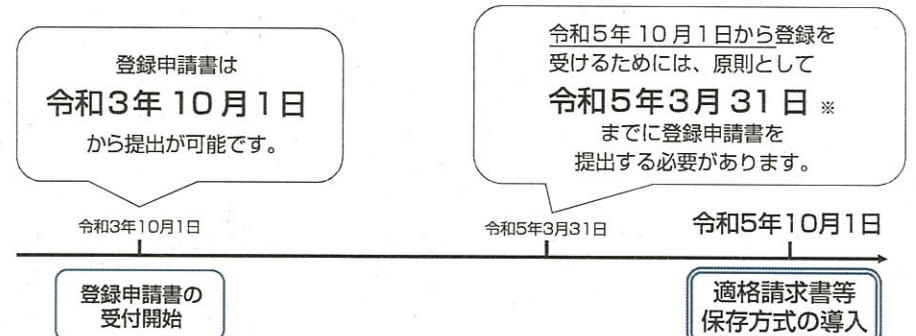 登録申請書は
令和3年10月1日
から提出が可能です。
令和5年10月1日から登録を
受けるためには、原則として
令和5年3月31日 ※
までに登録申請書を
提出する必要があります。
令和3年10月1日
令和5年3月31日
令和5年10月1日
登録申請書の
受付開始
適格請求書等
保存方式の導入